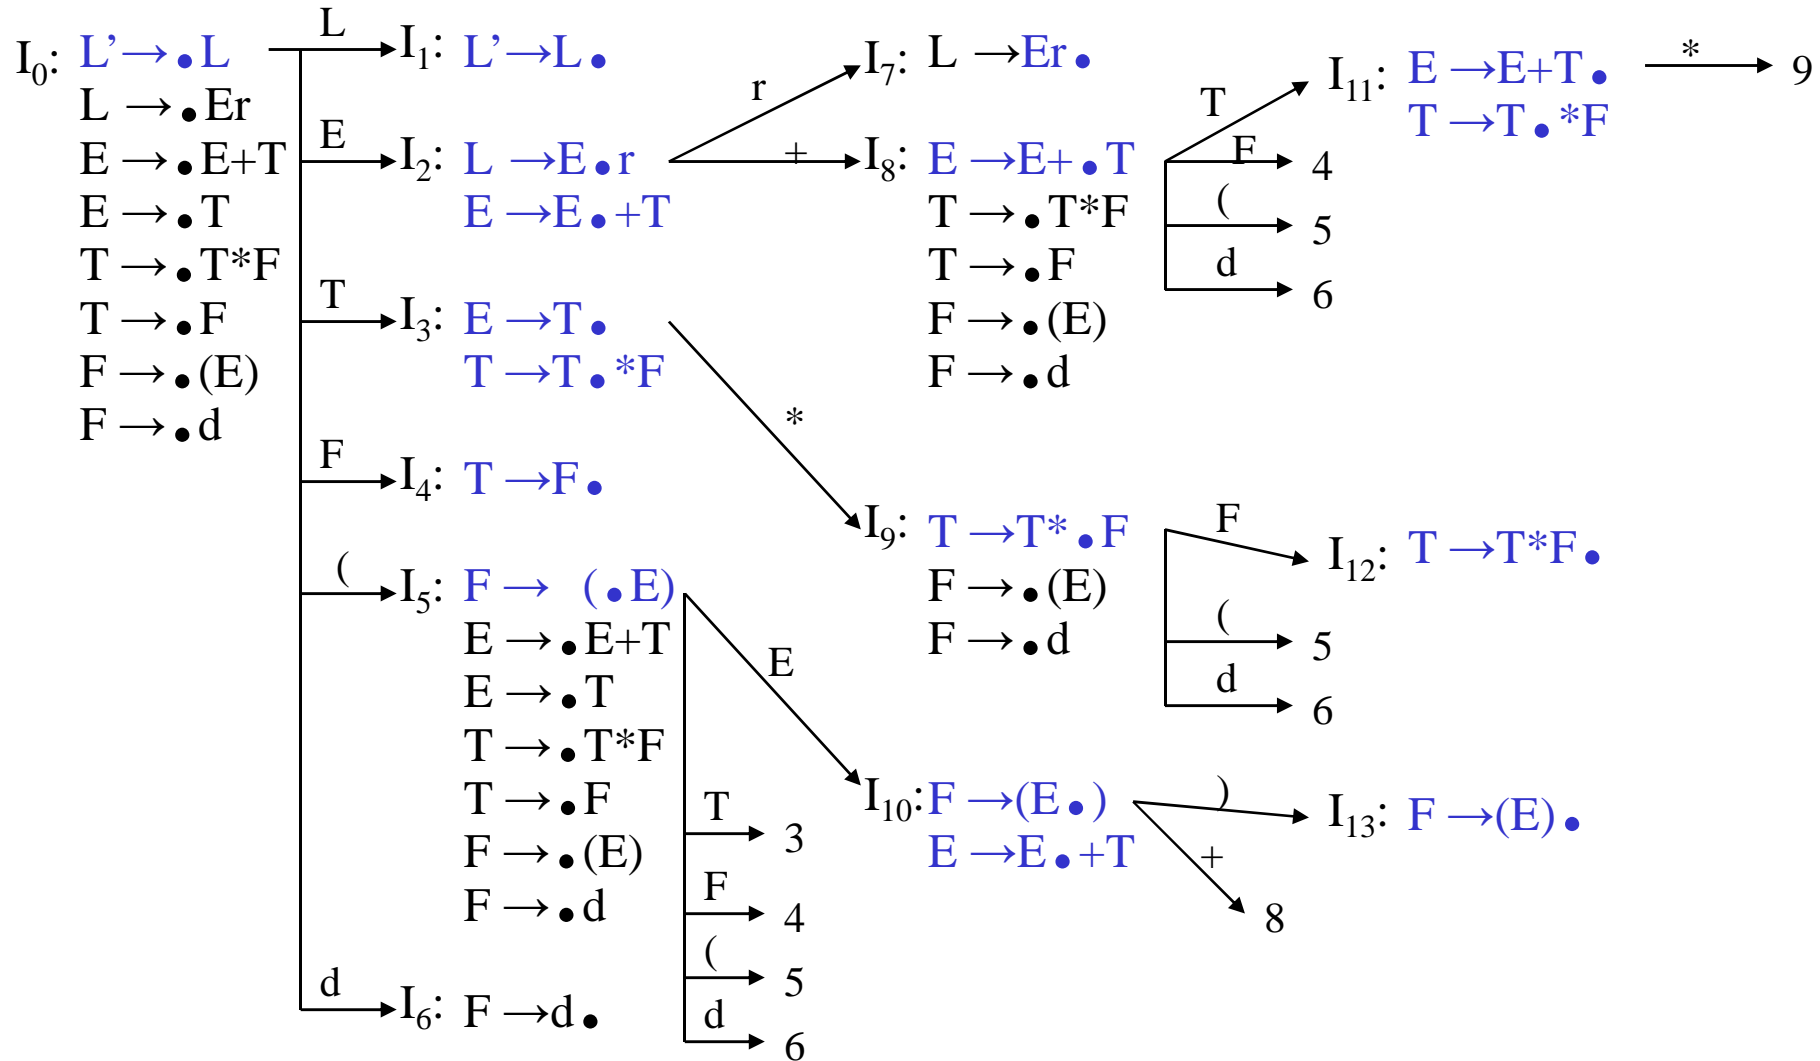 I0: L’→•L
L →•Er
E →•E+T
E →•T
T →•T*F
T →•F
F →•(E)
F →•d
L
E
T
F
(
d
I1: L’→L•
I2: L →E•r
E →E•+T
I3: E →T•
T →T•*F
I4: T →F•
I5: F → (•E)
E →•E+T
E →•T
T →•T*F
T →•F
F →•(E)
F →•d
I6: F →d•
r
+
*
E
T 3
F 4
( 5
d 6
I7: L →Er•
I8: E →E+•T
T →•T*F
T →•F
F →•(E)
F →•d
I9: T →T*•F
F →•(E)
F →•d
I10: F →(E•)
E →E•+T
T
F 4
( 5
d 6
F
( 5
d 6
)
+ 8
I11: E →E+T•
T →T•*F
* 9
I12: T →T*F•
I13: F →(E)•